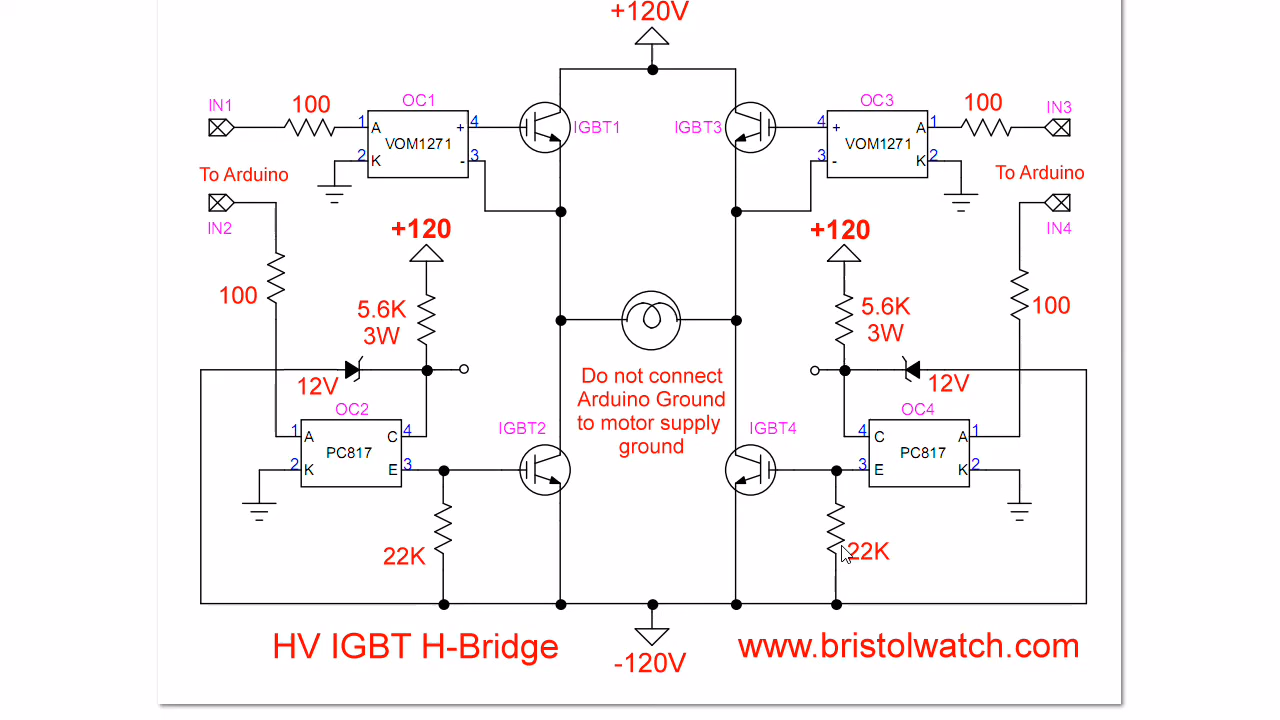 +120V
IN1
100
OC1
1
A
VOM1271
+
4
2
K
-
3
IGBT1
IGBT3
OC3
4
+
VOM1271
A
1
3
-
K
2
100
IN3
To Arduino
IN2
To Arduino
IN4
+120
+120
100
5.6K
3W
5.6K
3W
100
12V
12V
Do not connect
Arduino Ground
to motor supply
ground
OC2
1
A
PC817
C
4
2
K
E
3
IGBT2
IGBT4
OC4
4
C
PC817
A
1
3
E
K
2
22K
22K
HV IGBT H-Bridge
-120V
www.bristolwatch.com